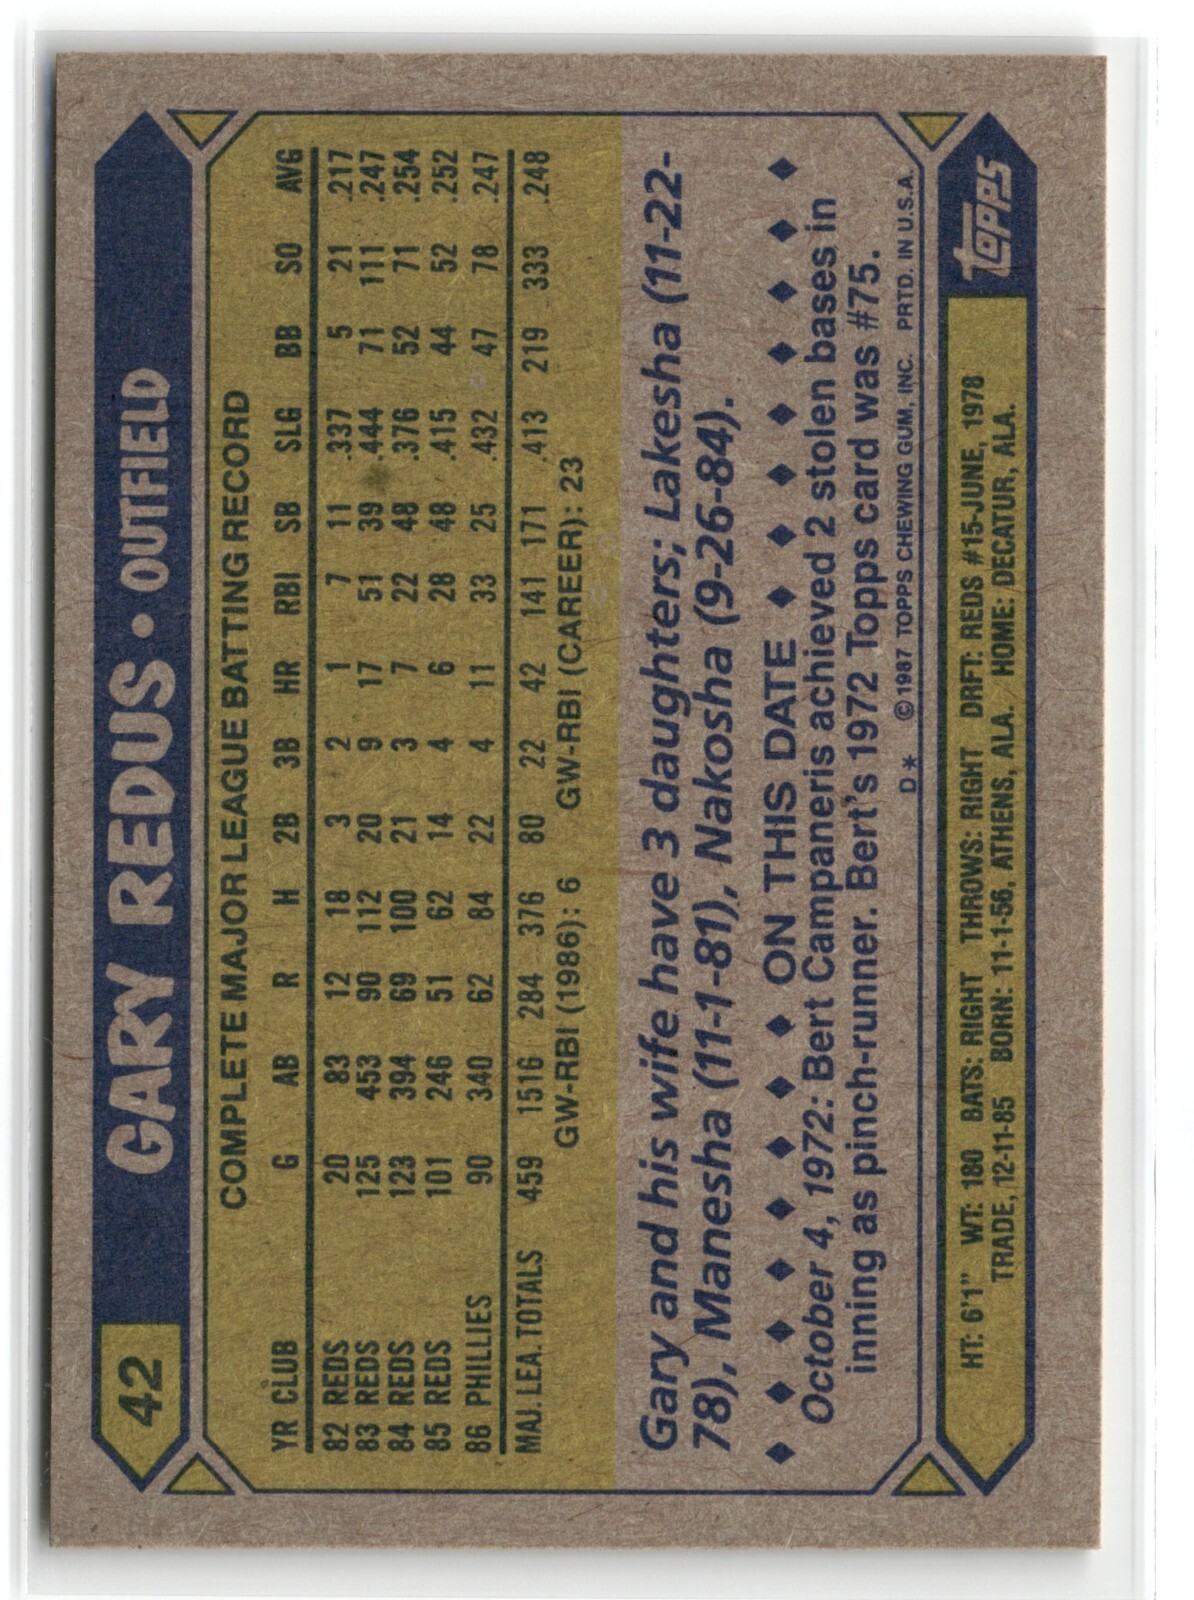 42 GARY REDUS • OUTFIELD
COMPLETE MAJOR LEAGUE BATTING RECORD
YR CLUB G AB R H 2B 3B HR RBI SB SLG BB SO AVG
82 REDS 20 83 12 18 3 2 1 7 11 .337 5 21 .217
83 REDS 125 453 90 112 20 9 17 51 39 .444 71 111 .247
84 REDS 123 394 69 100 21 3 7 22 48 .376 52 71 .254
85 REDS 101 246 51 62 14 4 6 28 48 .415 44 52 .252
86 PHILLIES 90 340 62 84 22 4 11 33 25 .432 47 78 .247
MAJ. LEA. TOTALS 459 1516 284 376 80 22 42 141 171 .413 219 333 .248
GW-RBI (1986): 6 GW-RBI (CAREER): 23
Gary and his wife have 3 daughters; Lakesha (11-22-
78), Manesha (11-1-81), Nakosha (9-26-84).
◆ ◆ ◆ ◆ ◆ ◆ ◆ ◆ ON THIS DATE ◆ ◆ ◆ ◆ ◆ ◆ ◆ ◆
October 4, 1972: Bert Campaneris achieved 2 stolen bases in
inning as pinch-runner. Bert's 1972 Topps card was #75.
D* ©1987 TOPPS CHEWING GUM, INC. PRTD. IN U.S.A.
HT: 6'1" WT: 180 BATS: RIGHT THROWS: RIGHT DRFT: REDS #15-JUNE, 1978
TRADE, 12-11-85 BORN: 11-1-56, ATHENS, ALA. HOME: DECATUR, ALA.
Topps